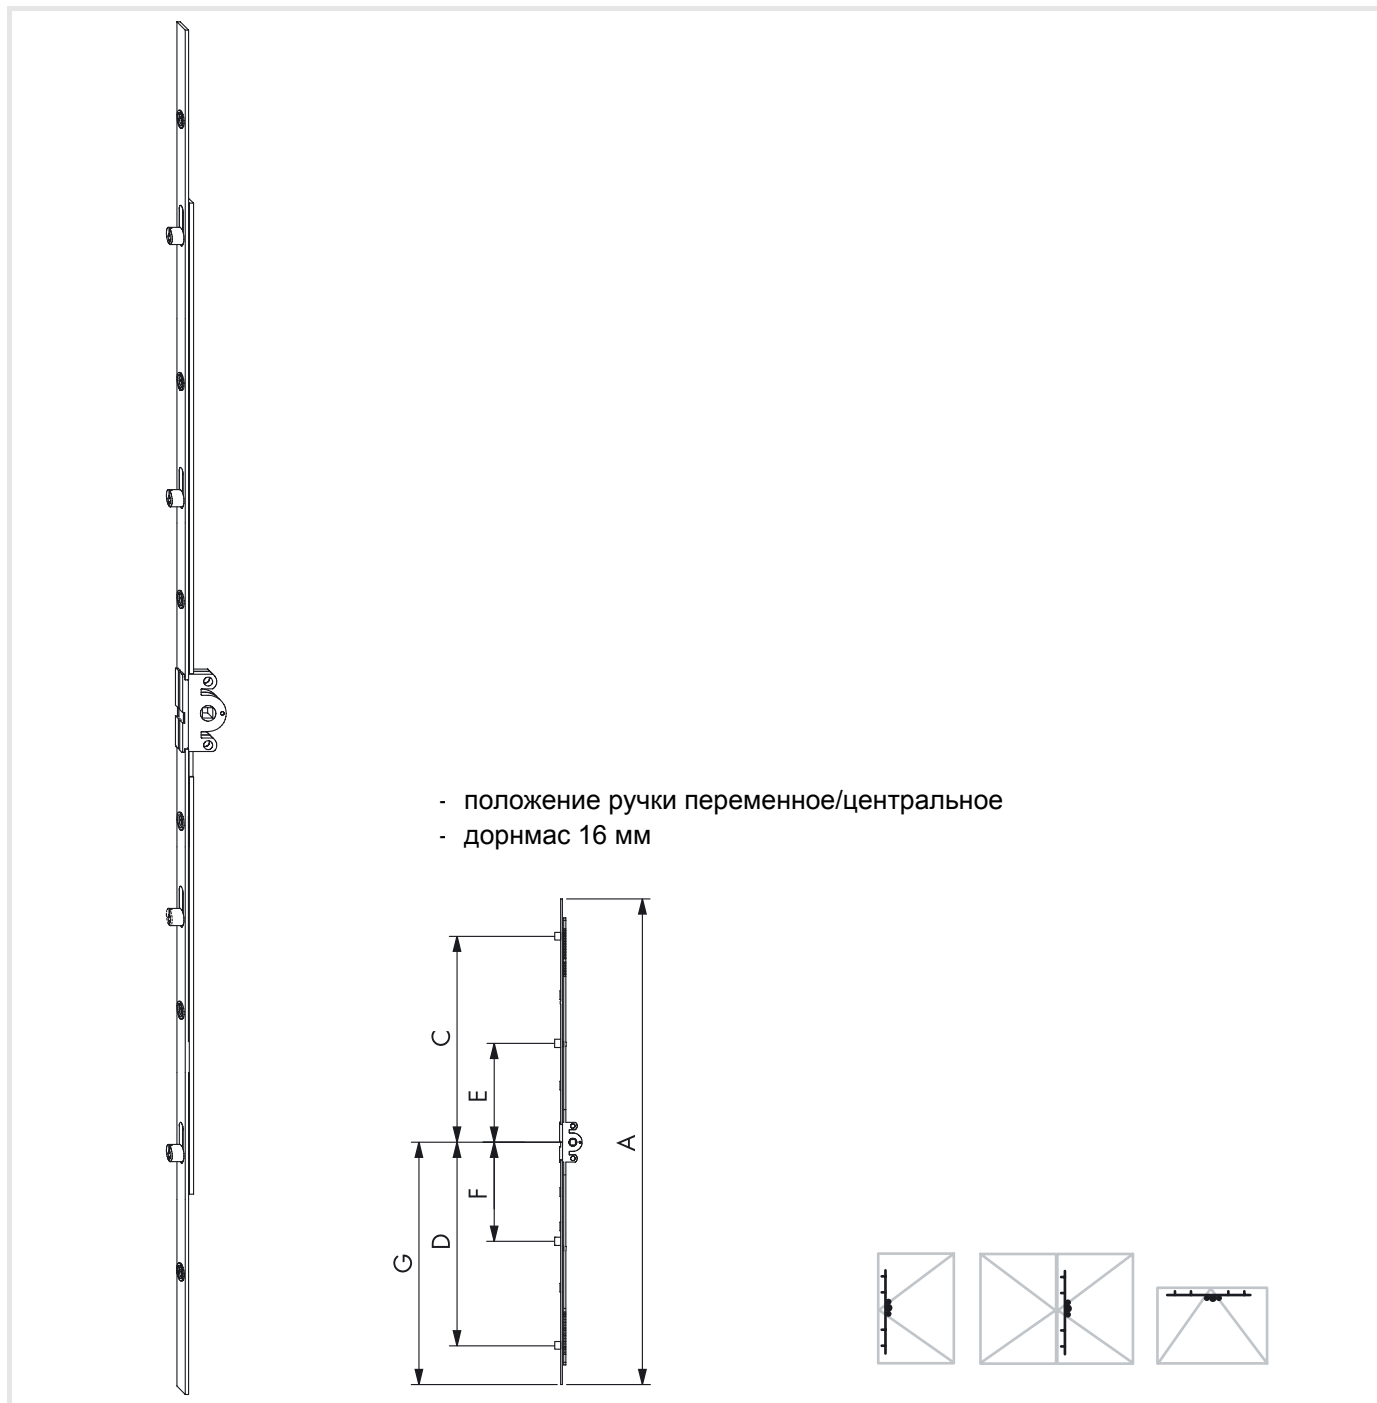 - положение ручки переменное/центральное
- дорнмас 16 мм
C
E
A
F
D
G